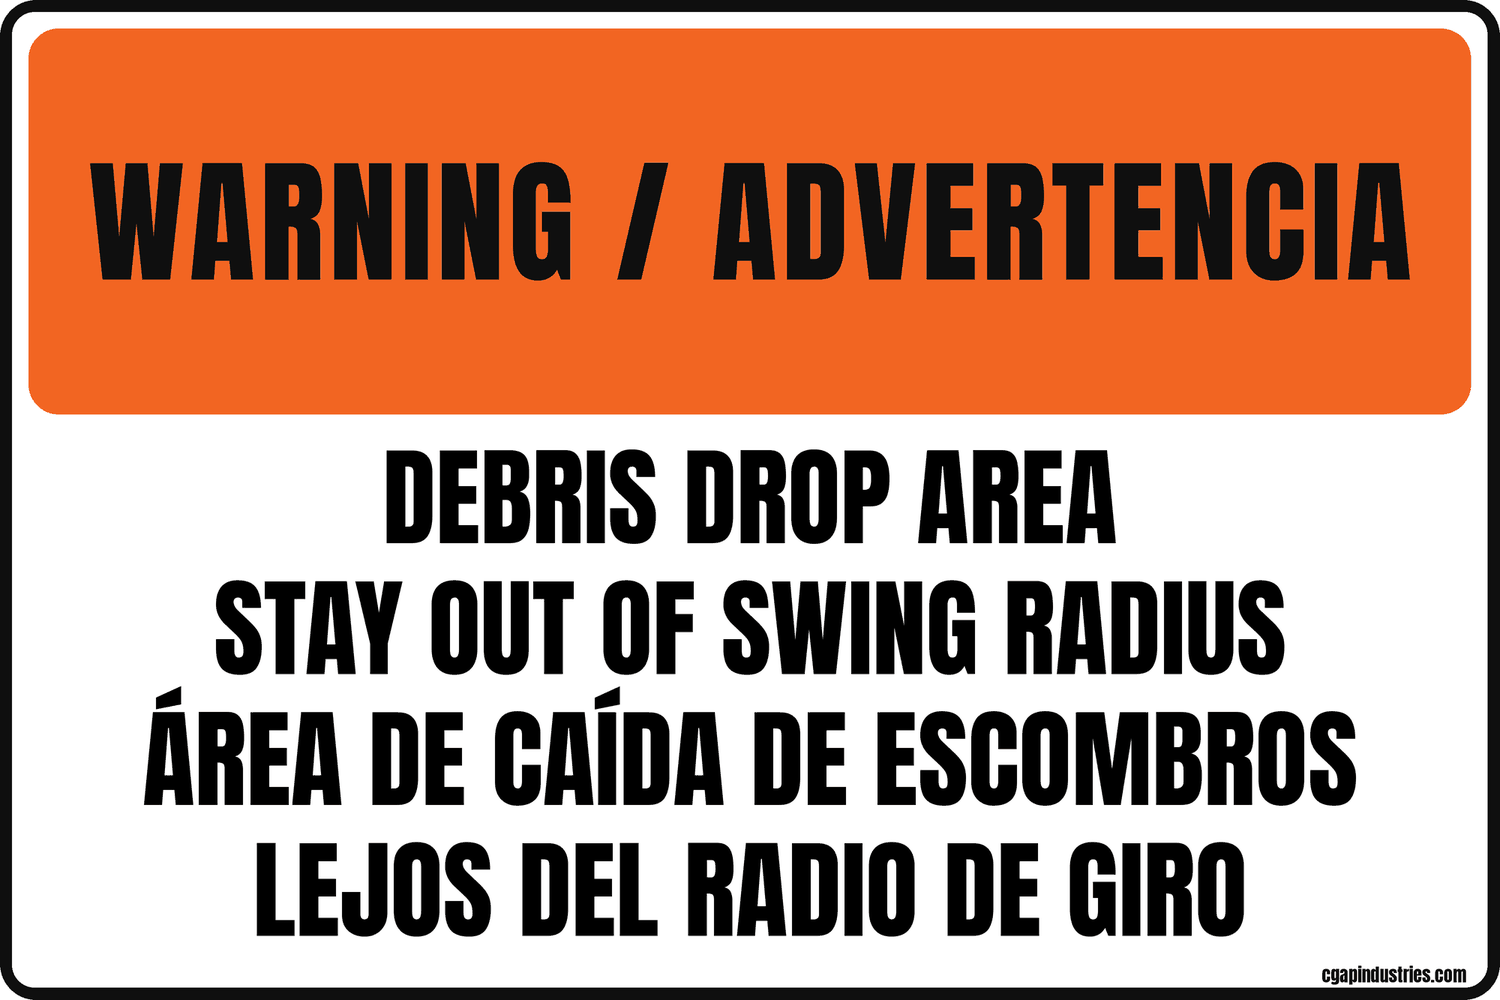 WARNING / ADVERTENCIA
DEBRIS DROP AREA
STAY OUT OF SWING RADIUS
ÁREA DE CAÍDA DE ESCOMBROS
LEJOS DEL RADIO DE GIRO
cgapindustries.com